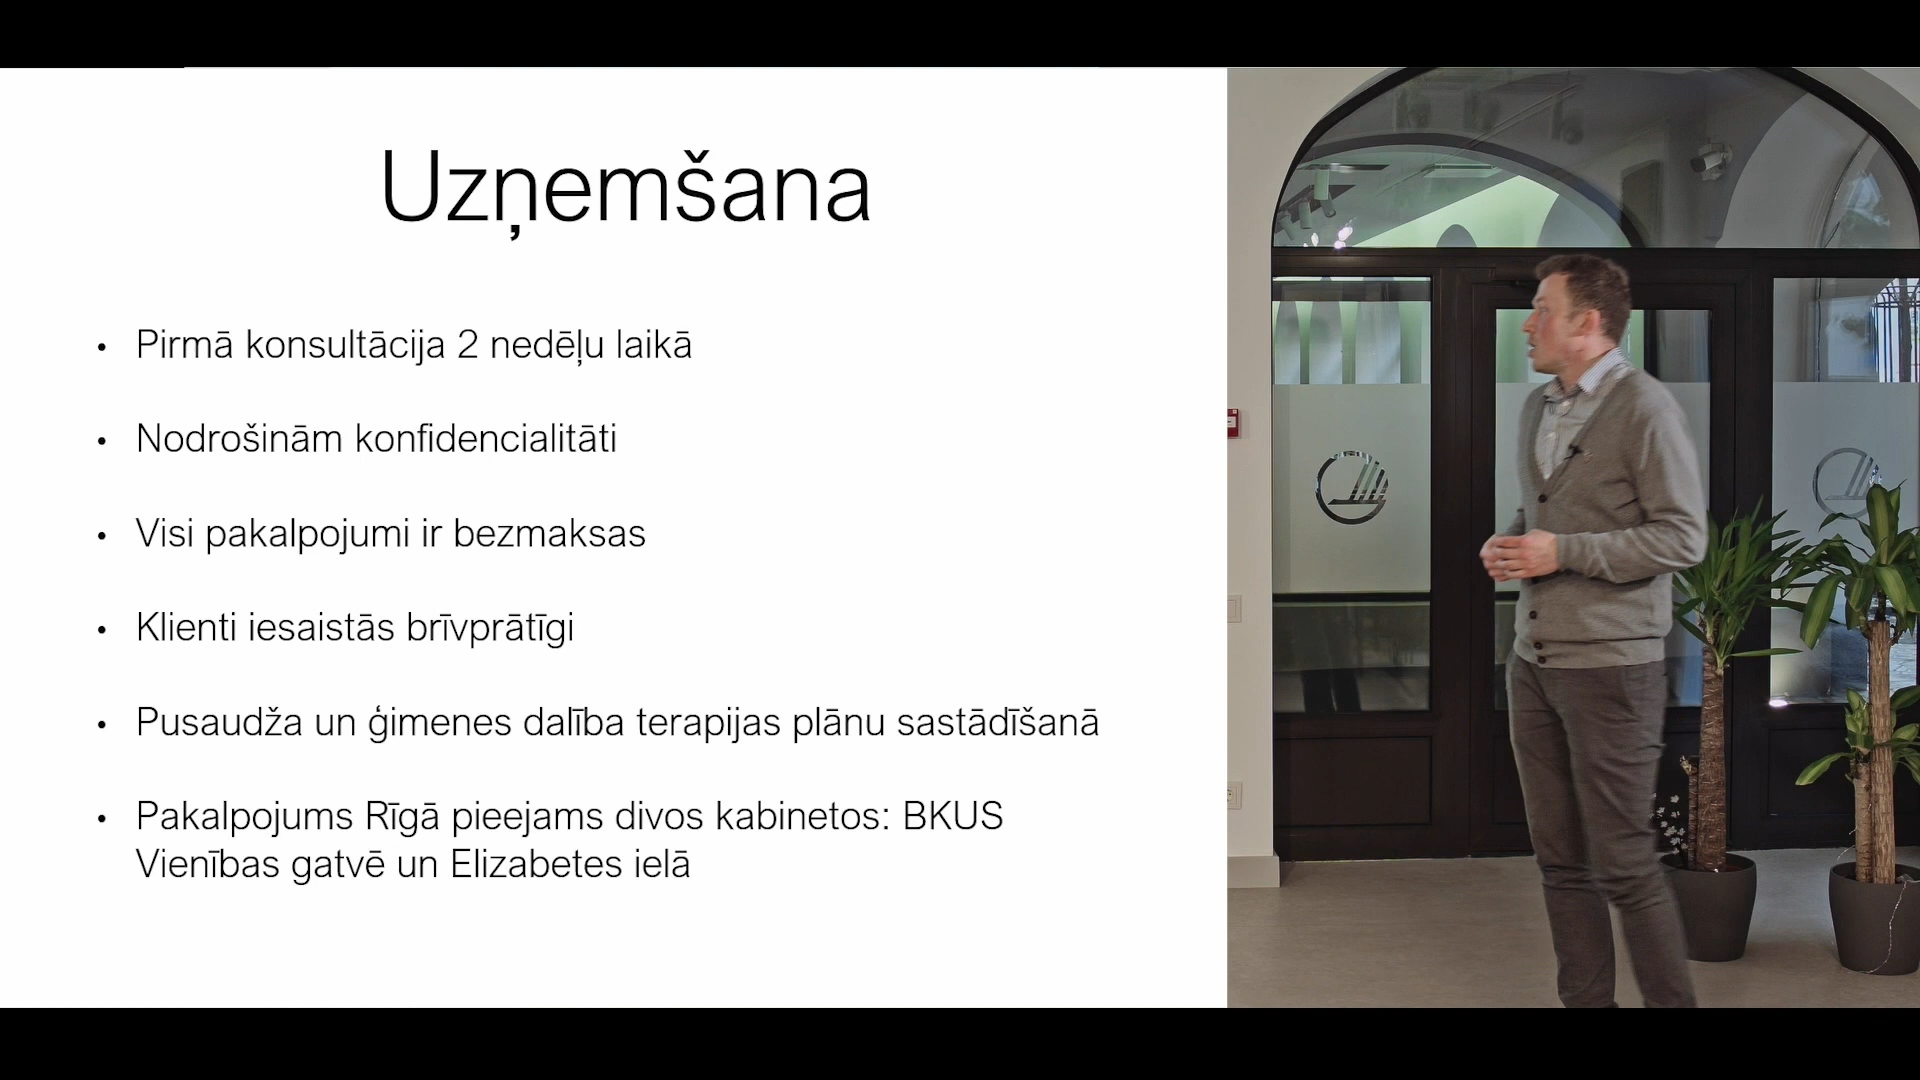 Uzņemšana
• Pirmā konsultācija 2 nedēļu laikā
• Nodrošinām konfidencialitāti
• Visi pakalpojumi ir bezmaksas
• Klienti iesaistās brīvprātīgi
• Pusaudža un ģimenes dalība terapijas plānu sastādīšanā
• Pakalpojums Rīgā pieejams divos kabinetos: BKUS
Vienības gatvē un Elizabetes ielā